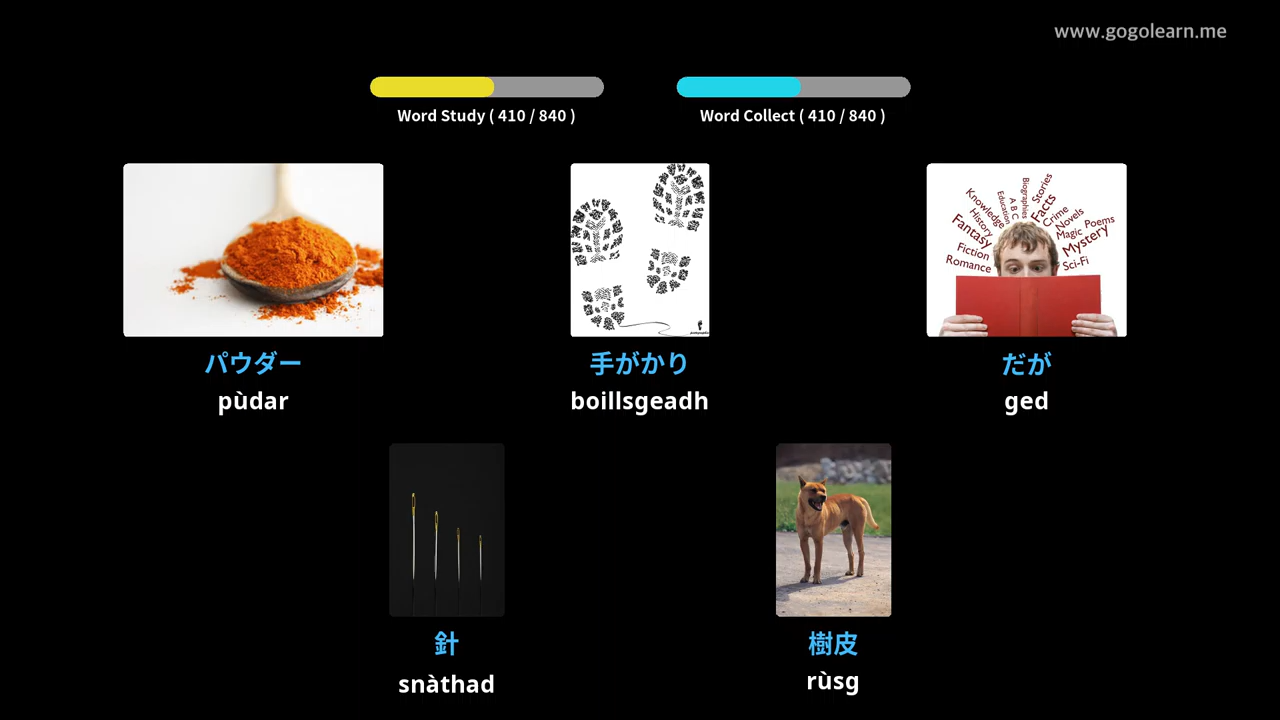 www.gogolearn.me
Word Study ( 410 / 840 )
Word Collect ( 410 / 840 )
Knowledge
History
Fantasy
Fiction
Romance
Education
A B C
Biographies
Stories
Facts
Crime
Novels
Magic
Poems
Mystery
Sci-Fi
パウダー
手がかり
だが
pùdar
boillsgeadh
ged
針
樹皮
snàthad
rùsg